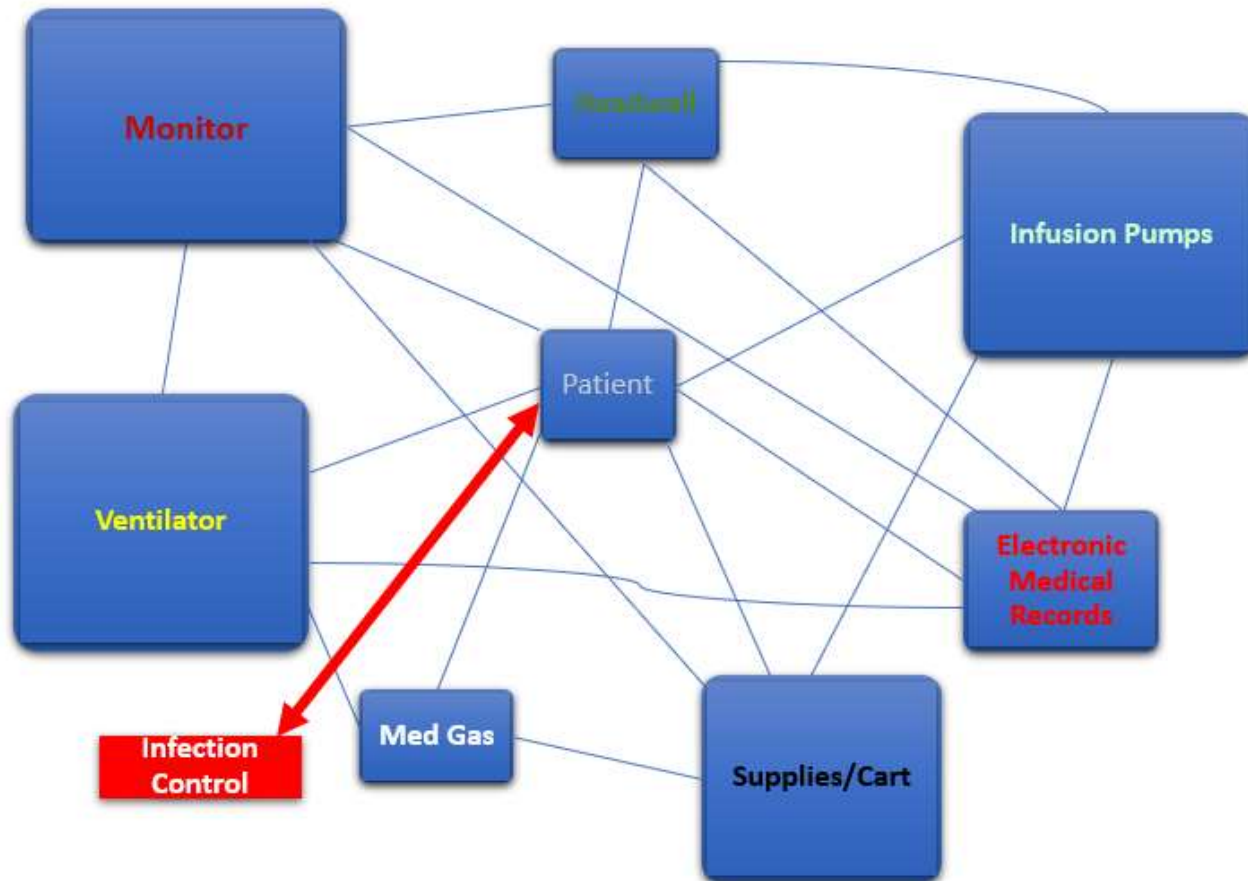 Monitor
Headwall
Infusion Pumps
Patient
Ventilator
Electronic
Medical
Records
Med Gas
Infection
Control
Supplies/Cart